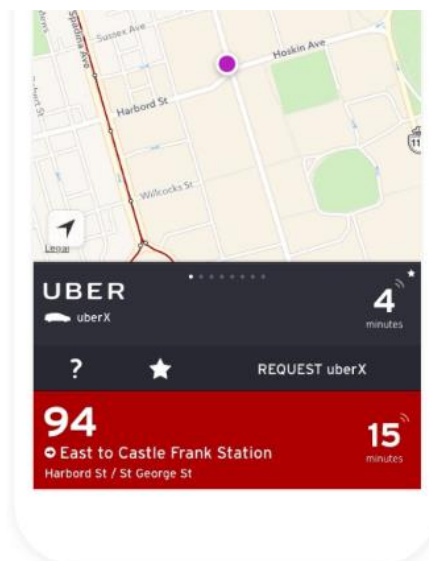 Spadina Ave
Sussex Ave
Hoskin Ave
Harbord St
Willcocks St
11
Legal
UBER
uberX
4
minutes
?
REQUEST uberX
94
East to Castle Frank Station
Harbord St / St George St
15
minutes